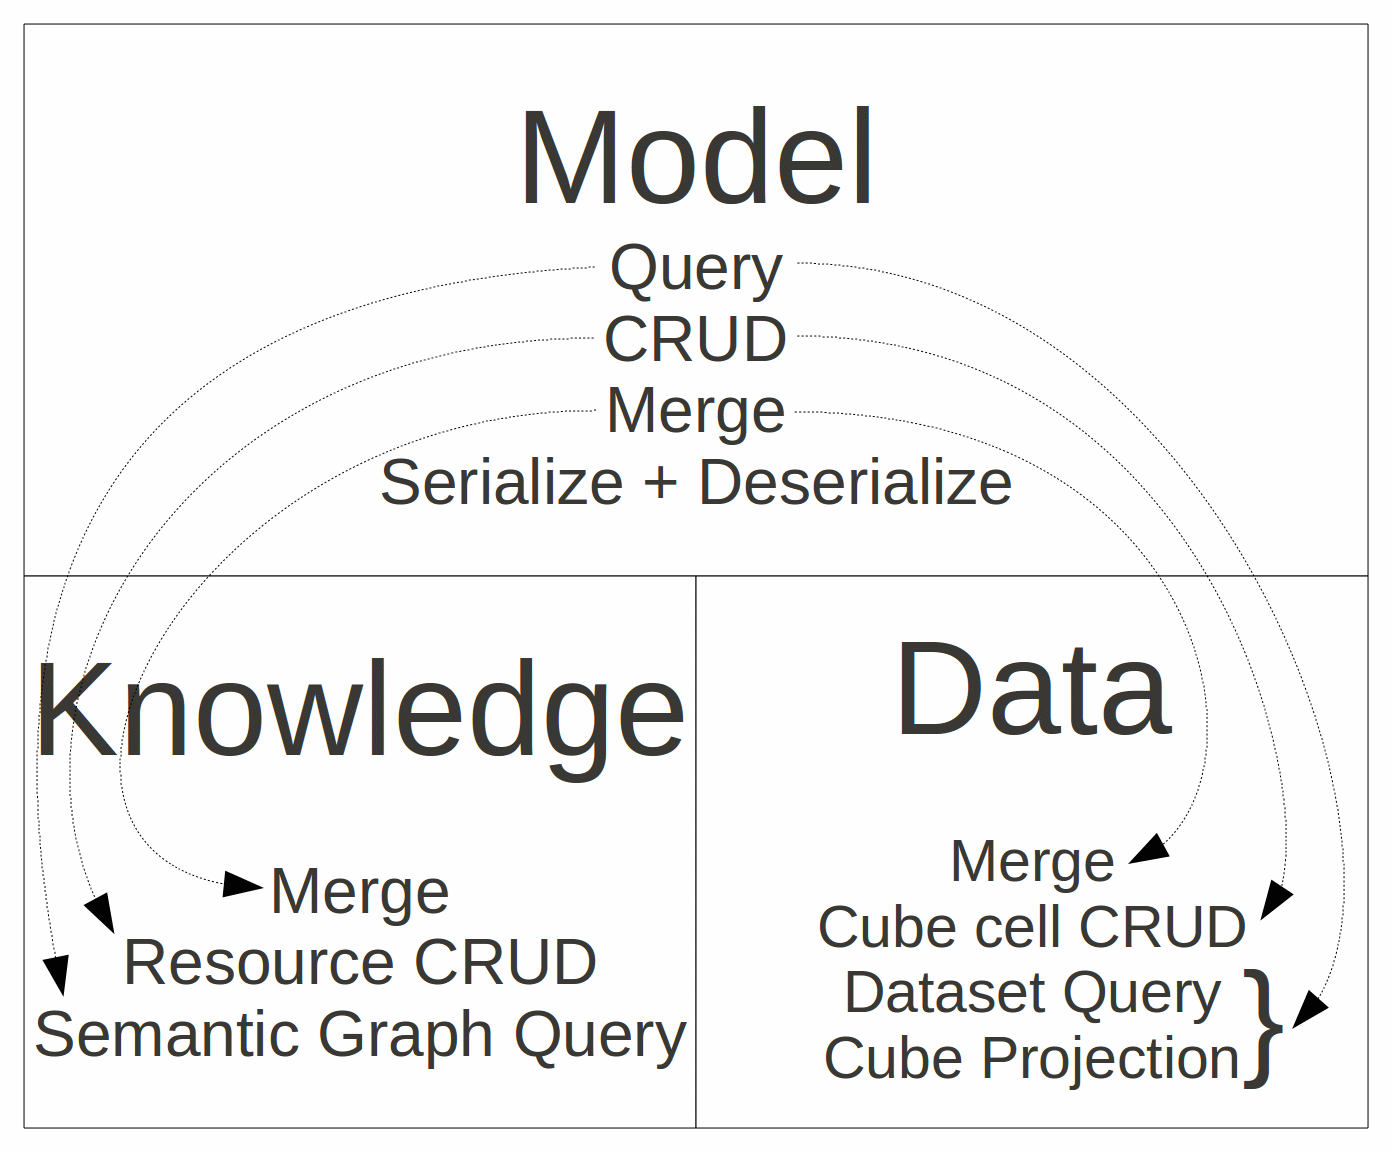 Model
Query
CRUD
Merge
Serialize + Deserialize
Knowledge
Merge
Resource CRUD
Semantic Graph Query
Data
Merge
Cube cell CRUD
Dataset Query
Cube Projection
}